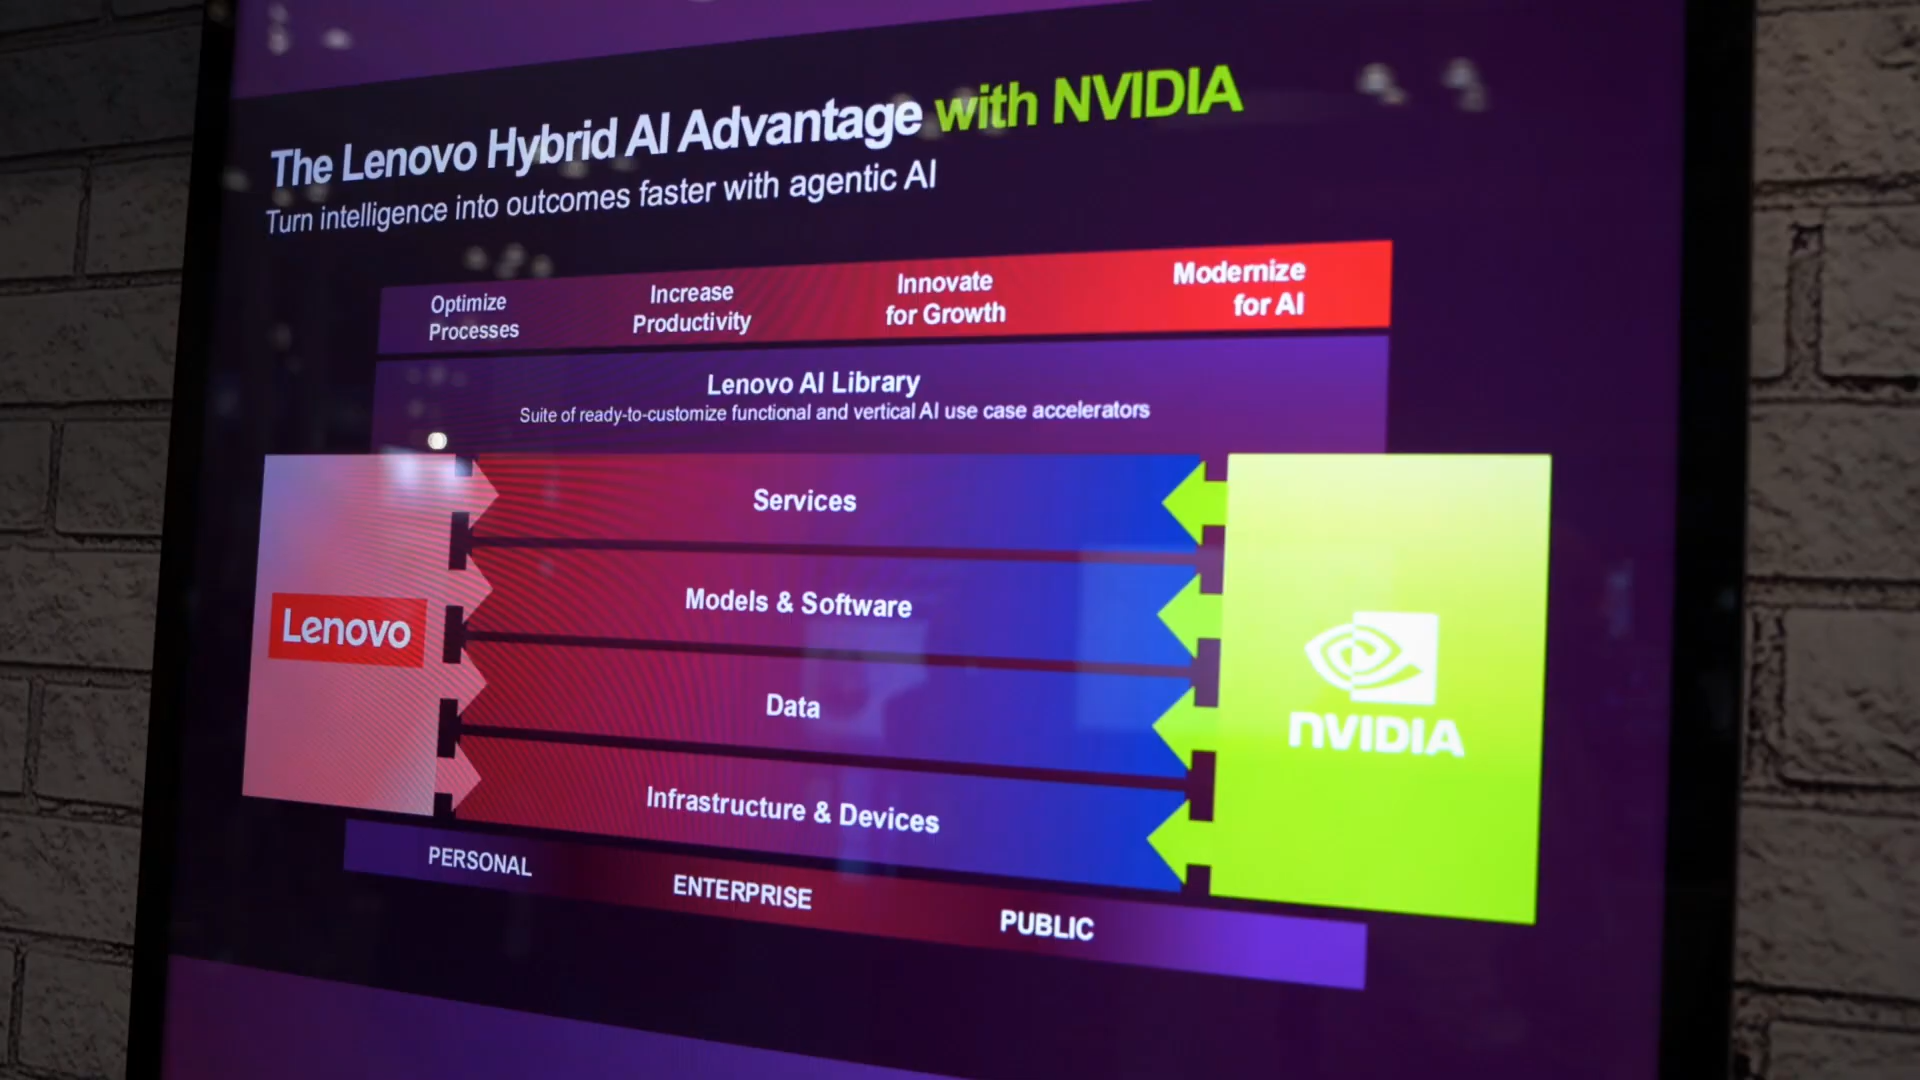 The Lenovo Hybrid AI Advantage with NVIDIA
Turn intelligence into outcomes faster with agentic AI
Optimize
Processes
Increase
Productivity
Innovate
for Growth
Modernize
for AI
Lenovo AI Library
Suite of ready-to-customize functional and vertical AI use case accelerators
Services
Models & Software
Data
Infrastructure & Devices
Lenovo
NVIDIA
PERSONAL
ENTERPRISE
PUBLIC